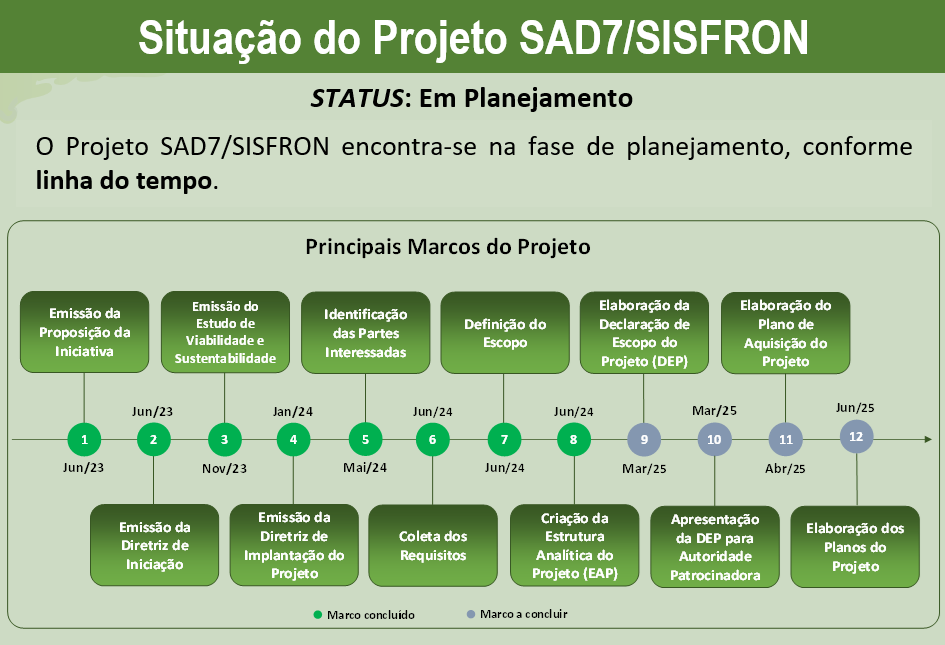 Situação do Projeto SAD7/SISFRON
STATUS: Em Planejamento
O Projeto SAD7/SISFRON encontra-se na fase de planejamento, conforme
linha do tempo.
Principais Marcos do Projeto
Emissão da
Proposição da
Iniciativa
Emissão do
Estudo de
Viabilidade e
Sustentabilidade
Identificação
das Partes
Interessadas
Definição do
Escopo
Elaboração da
Declaração de
Escopo do
Projeto (DEP)
Elaboração do
Plano de
Aquisição do
Projeto
Jun/23
Jan/24
Jun/24
Jun/24
Mar/25
Jun/25
1
2
3
4
5
6
7
8
9
10
11
12
Jun/23
Nov/23
Mai/24
Jun/24
Mar/25
Abr/25
Emissão da
Diretriz de
Iniciação
Emissão da
Diretriz de
Implantação do
Projeto
Coleta dos
Requisitos
Criação da
Estrutura
Analítica do
Projeto (EAP)
Apresentação
da DEP para
Autoridade
Patrocinadora
Elaboração dos
Planos do
Projeto
Marco concluído
Marco a concluir